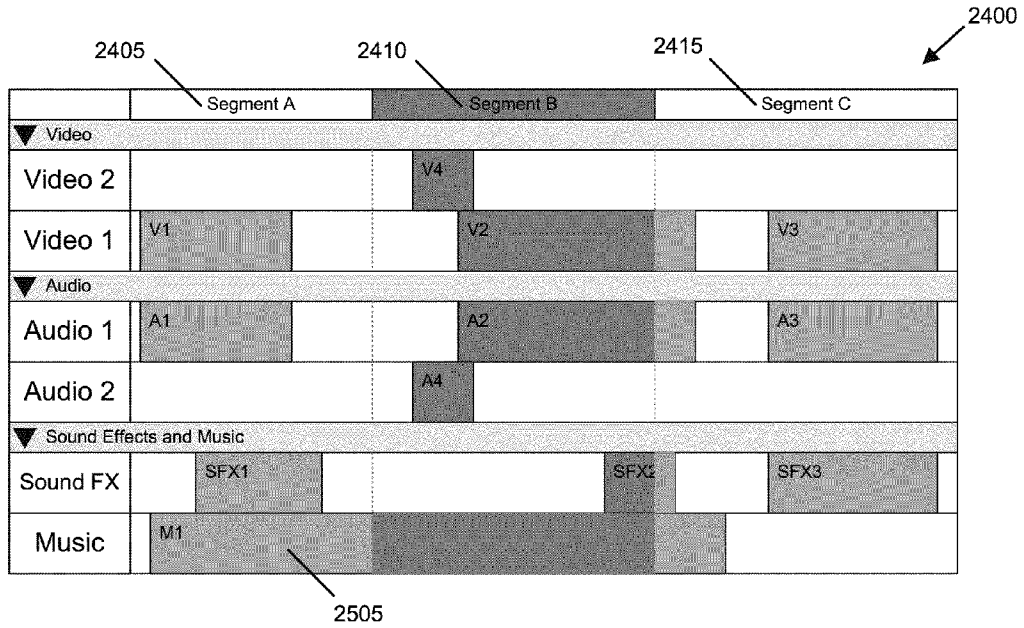 2400
2405 2410 2415
Segment A Segment B Segment C
Video
Video 2 V4
Video 1 V1 V2 V3
Audio
Audio 1 A1 A2 A3
Audio 2 A4
Sound Effects and Music
Sound FX SFX1 SFX2 SFX3
Music M1
2505